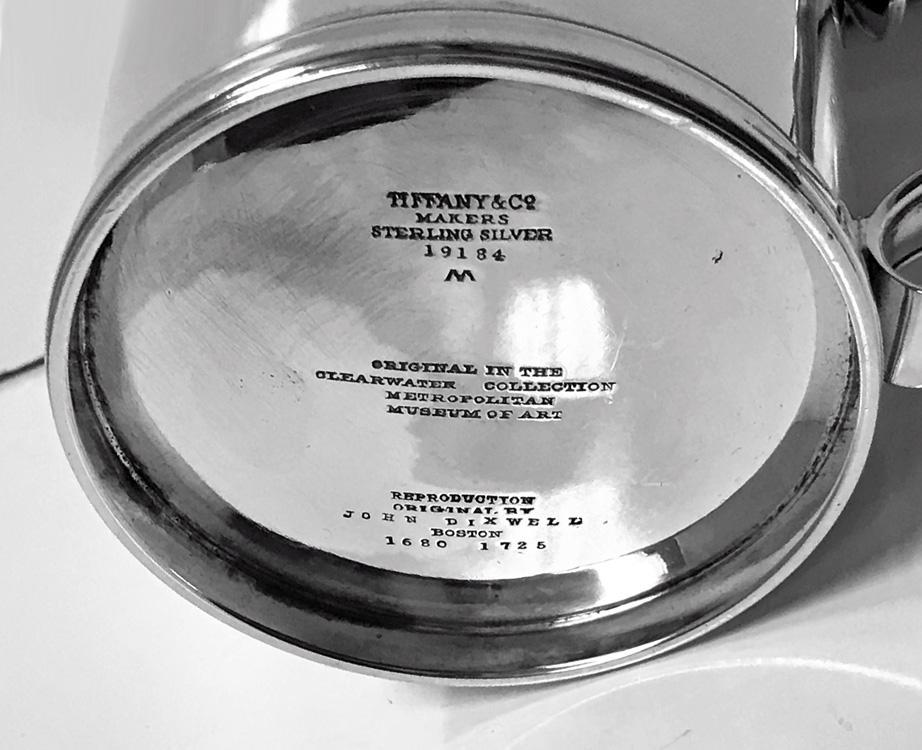 TIFFANY & Co
MAKERS
STERLING SILVER
19184
M
ORIGINAL IN THE
CLEARWATER COLLECTION
METROPOLITAN
MUSEUM OF ART
REPRODUCTION
ORIGINAL BY
JOHN DIXWELL
BOSTON
1680 1725